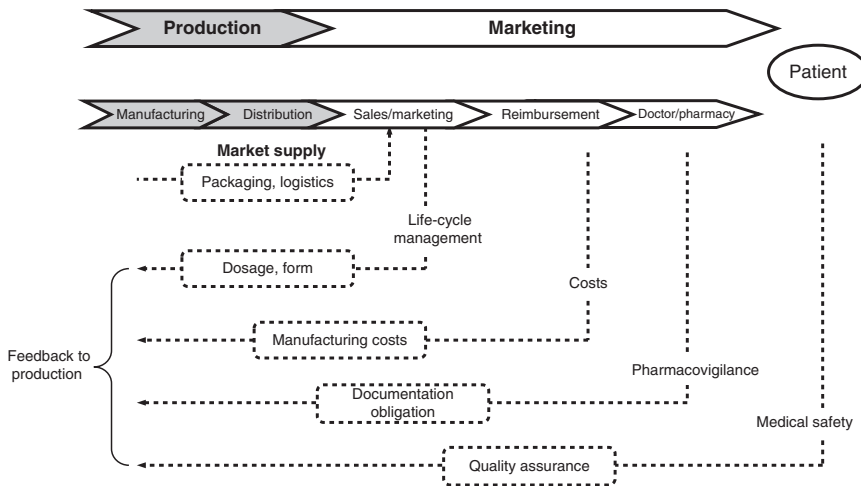 Production
Marketing
Patient
Manufacturing
Distribution
Sales/marketing
Reimbursement
Doctor/pharmacy
Market supply
Packaging, logistics
Life-cycle
management
Dosage, form
Costs
Manufacturing costs
Feedback to
production
Pharmacovigilance
Documentation
obligation
Medical safety
Quality assurance